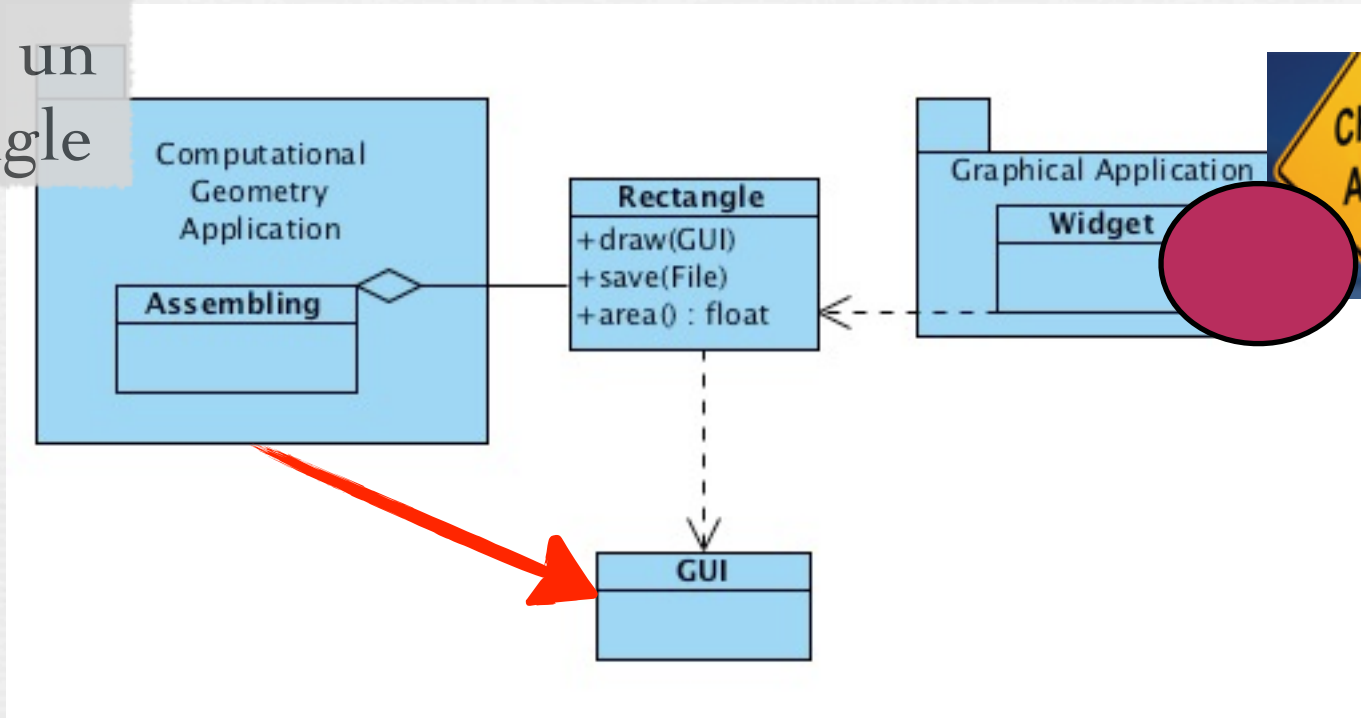 un
gle
Computational
Geometry
Application
Assembling
Rectangle
+draw(GUI)
+save(File)
+area() : float
Graphical Application
Widget
GUI